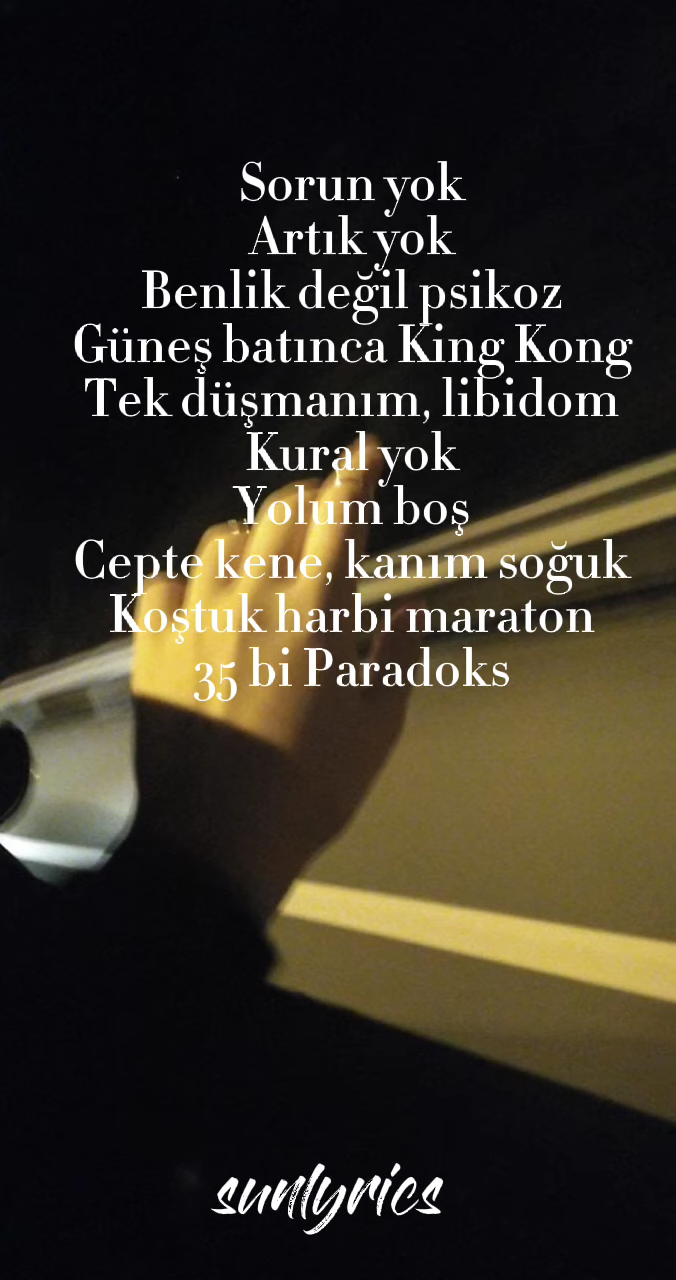 Sorun yok
Artık yok
Benlik değil psikoz
Güneş batınca King Kong
Tek düşmanım, libidom
Kural yok
Yolum boş
Cepte kene, kanım soğuk
Koştuk harbi maraton
35 bi Paradoks
sunlyrics